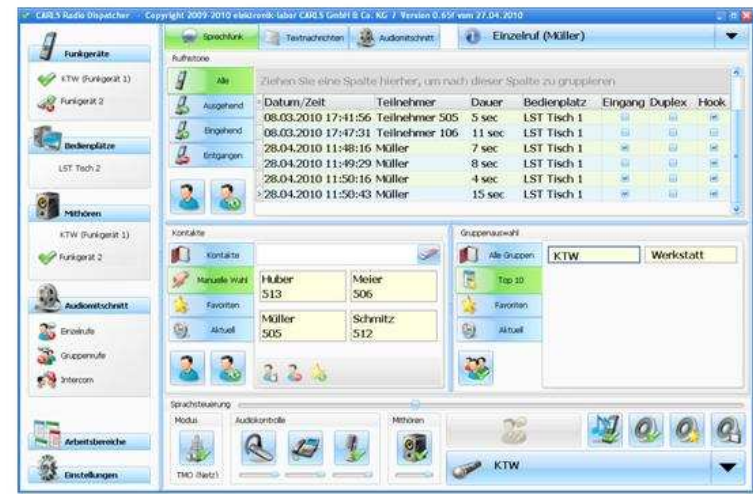 CARLS Radio Dispatcher - Copyright 2009-2010 elektronik-labor CARLS GmbH & Co. KG / Version 0.65f vom 27.04.2010
Funkgeräte
KTW (Funkgerät 1)
Funkgerät 2
Bedienplätze
LST Tisch 2
Mithören
KTW (Funkgerät 1)
Funkgerät 2
Audiomitschnitt
Einzelrufe
Gruppenrufe
Intercom
Arbeitsbereiche
Einstellungen
Sprechfunk
Textnachrichten
Audiomitschnitt
Einzelruf (Müller)
Alle
Ausgehend
Eingehend
Entgangen
Ziehen Sie eine Spalte hierher, um nach dieser Spalte zu gruppieren
Datum/Zeit Teilnehmer Dauer Bedienplatz Eingang Duplex Hook
08.03.2010 17:41:56 Teilnehmer 505 5 sec LST Tisch 1
08.03.2010 17:47:31 Teilnehmer 106 11 sec LST Tisch 1
28.04.2010 11:48:16 Müller 7 sec LST Tisch 1
28.04.2010 11:49:29 Müller 8 sec LST Tisch 1
28.04.2010 11:50:16 Müller 4 sec LST Tisch 1
28.04.2010 11:50:43 Müller 15 sec LST Tisch 1
Kontakte
Kontakte
Manuelle Wahl
Favoriten
Aktuell
Huber
513
Meier
506
Müller
505
Schmitz
512
Gruppenauswahl
Alle Gruppen
Top 10
Favoriten
Aktuell
KTW
Werkstatt
Sprachsteuerung
Modus
TMO (Netz)
Audiokontrolle
Mithören
KTW